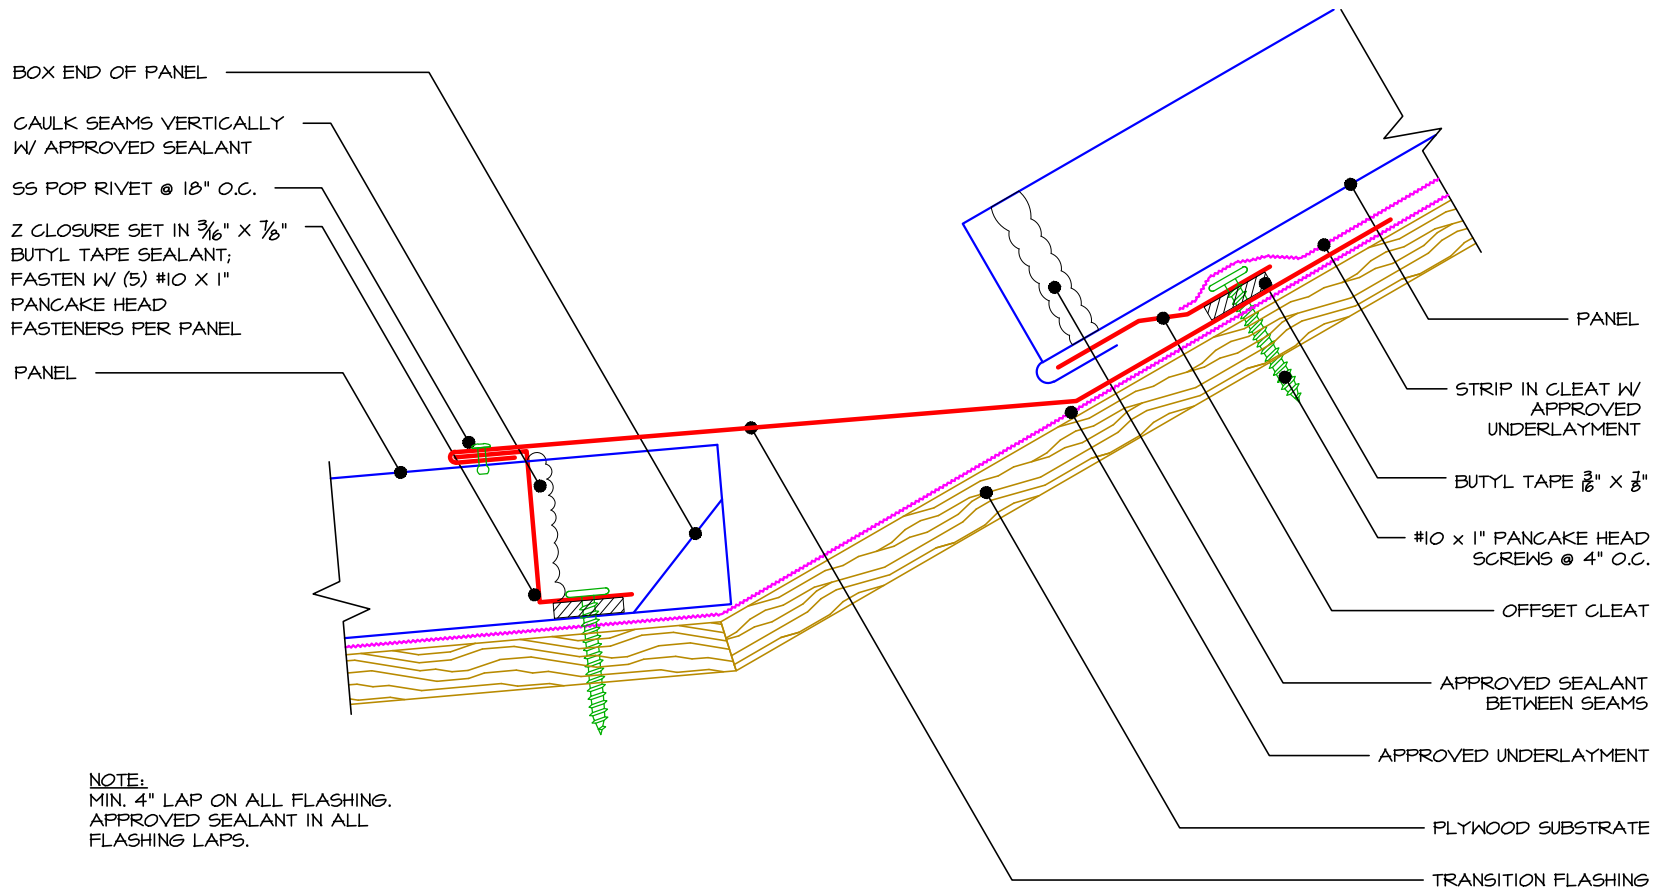 BOX END OF PANEL
CAULK SEAMS VERTICALLY
W/ APPROVED SEALANT
SS POP RIVET @ 18" O.C.
Z CLOSURE SET IN 3/16" X 7/8"
BUTYL TAPE SEALANT;
FASTEN W/ (5) #10 X 1"
PANCAKE HEAD
FASTENERS PER PANEL
PANEL
NOTE:
MIN. 4" LAP ON ALL FLASHING.
APPROVED SEALANT IN ALL
FLASHING LAPS.
PANEL
STRIP IN CLEAT W/
APPROVED
UNDERLAYMENT
BUTYL TAPE 3/16" X 7/8"
#10 x 1" PANCAKE HEAD
SCREWS @ 4" O.C.
OFFSET CLEAT
APPROVED SEALANT
BETWEEN SEAMS
APPROVED UNDERLAYMENT
PLYWOOD SUBSTRATE
TRANSITION FLASHING